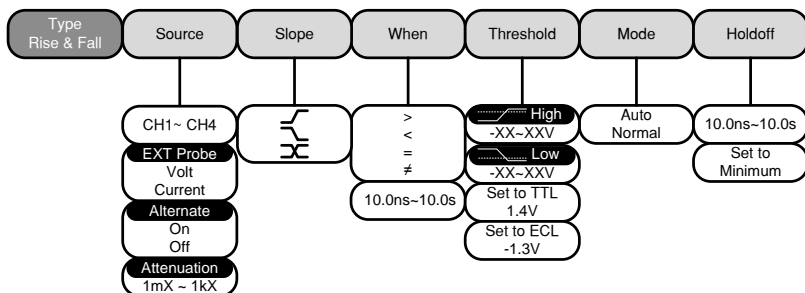 Type
Rise & Fall
Source
Slope
When
Threshold
Mode
Holdoff
CH1~ CH4
EXT Probe
Volt
Current
Alternate
On
Off
Attenuation
1mX ~ 1kX
>
<
=
≠
10.0ns~10.0s
High
-XX~XXV
Low
-XX~XXV
Set to TTL
1.4V
Set to ECL
-1.3V
Auto
Normal
10.0ns~10.0s
Set to
Minimum